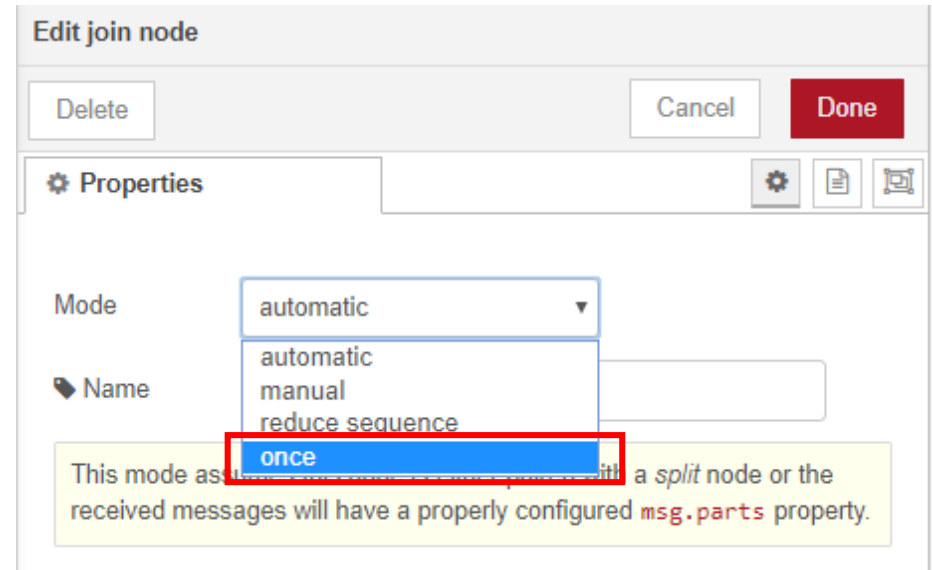 Edit join node
Delete Cancel Done
Properties
Mode automatic
automatic
Name manual
reduce sequence
once
This mode with a split node or the
received messages will have a properly configured msg.parts property.